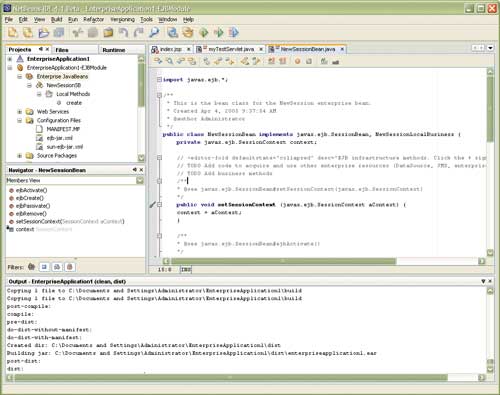 NetBeans IDE 4.1 Beta - EnterpriseApplication1-EJBModule
File Edit View Build Run Refactor Versioning Tools Window Help
Projects Files Runtime
EnterpriseApplication1
EnterpriseApplication1-EJBModule
Enterprise JavaBeans
NewSessionSB
Local Methods
create
Web Services
Configuration Files
MANIFEST.MF
ejb-jar.xml
sun-ejb-jar.xml
Source Packages
Navigator - NewSessionBean
Members View
ejbActivate()
ejbCreate()
ejbPassivate()
ejbRemove()
setSessionContext(SessionContext aContext)
context SessionContext
Filters:
index.jsp myTestServlet.java NewSessionBean.java
import javax.ejb.*;
/**
* This is the bean class for the NewSession enterprise bean.
* Created Apr 4, 2005 9:37:54 AM
* @author Administrator
*/
public class NewSessionBean implements javax.ejb.SessionBean, NewSessionLocalBusiness {
private javax.ejb.SessionContext context;
// <editor-fold defaultstate="collapsed" desc="EJB infrastructure methods. Click the + sign
// TODO Add code to acquire and use other enterprise resources (DataSource, JMS, enterpris
// TODO Add business methods
/**
* @see javax.ejb.SessionBean#setSessionContext(javax.ejb.SessionContext)
*/
public void setSessionContext (javax.ejb.SessionContext aContext) {
context = aContext;
}
/**
* @see javax.ejb.SessionBean#ejbActivate()
*/
15:8 INS
Output - EnterpriseApplication1 (clean, dist)
Copying 1 file to C:\Documents and Settings\Administrator\EnterpriseApplication1\build
Copying 1 file to C:\Documents and Settings\Administrator\EnterpriseApplication1\build
post-compile:
compile:
pre-dist:
do-dist-without-manifest:
do-dist-with-manifest:
Created dir: C:\Documents and Settings\Administrator\EnterpriseApplication1\dist
Building jar: C:\Documents and Settings\Administrator\EnterpriseApplication1\dist\enterpriseapplication1.ear
post-dist:
dist: